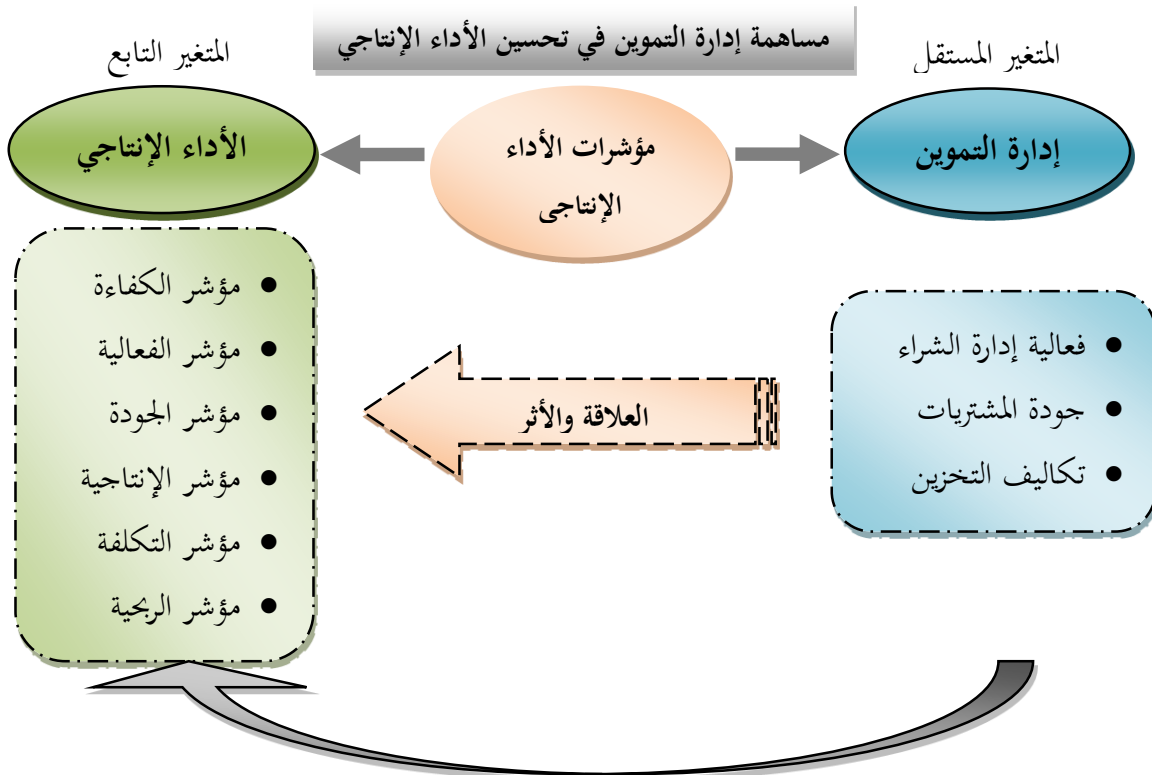 مساهمة إدارة التموين في تحسين الأداء الإنتاجي
المتغير المستقل
المتغير التابع
إدارة التموين
مؤشرات الأداء
الإنتاجى
الأداء الإنتاجي
● فعالية إدارة الشراء
● جودة المشتريات
● تكاليف التخزين
العلاقة والأثر
● مؤشر الكفاءة
● مؤشر الفعالية
● مؤشر الجودة
● مؤشر الإنتاجية
● مؤشر التكلفة
● مؤشر الربحية